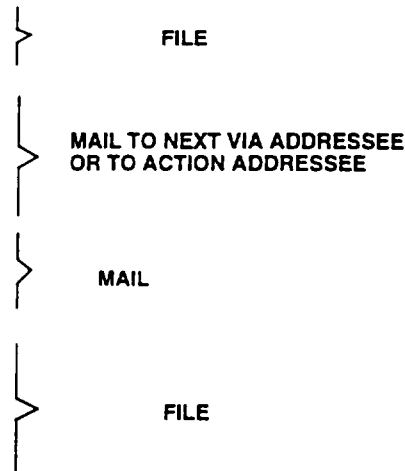 FILE
MAIL TO NEXT VIA ADDRESSEE
OR TO ACTION ADDRESSEE
MAIL
FILE